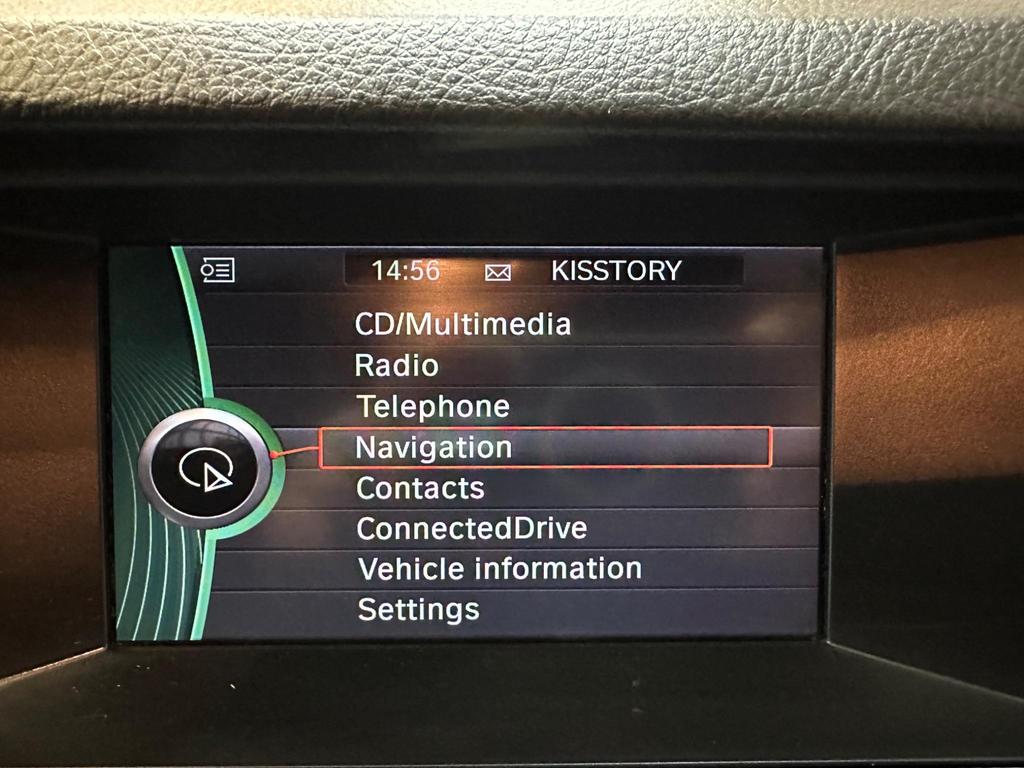 14:56 KISSTORY
CD/Multimedia
Radio
Telephone
Navigation
Contacts
ConnectedDrive
Vehicle information
Settings